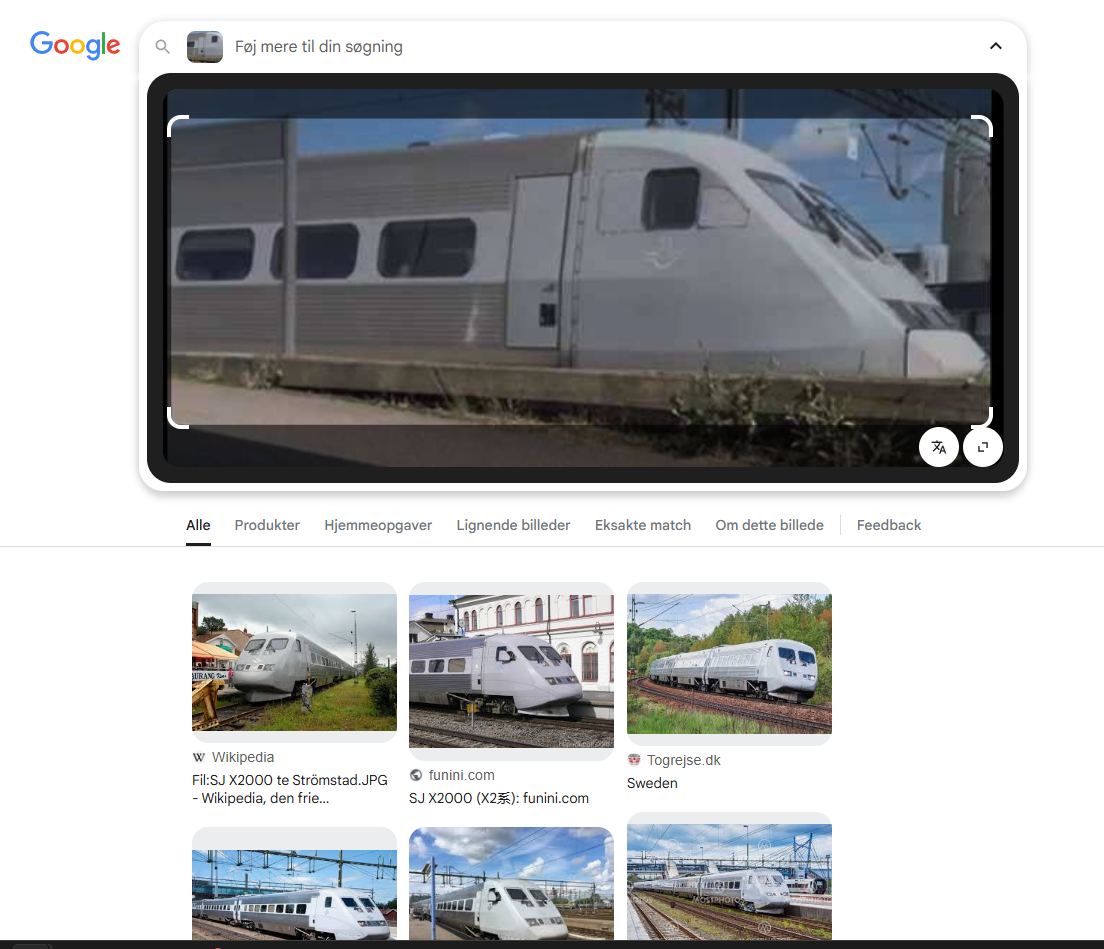 Google
Føj mere til din søgning
Alle
Produkter
Hjemmeopgaver
Lignende billeder
Eksakte match
Om dette billede
Feedback
W Wikipedia
Fil:SJ X2000 te Strömstad.JPG
- Wikipedia, den frie...
funini.com
SJ X2000 (X2系): funini.com
Togrejse.dk
Sweden
MOSTPHOTOS